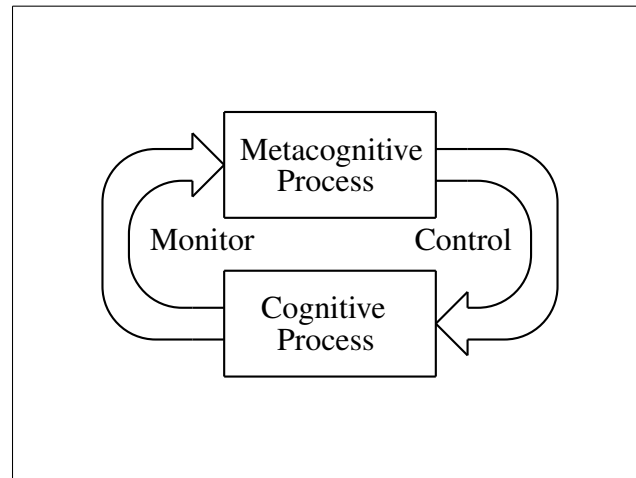 Metacognitive
Process
Monitor
Control
Cognitive
Process